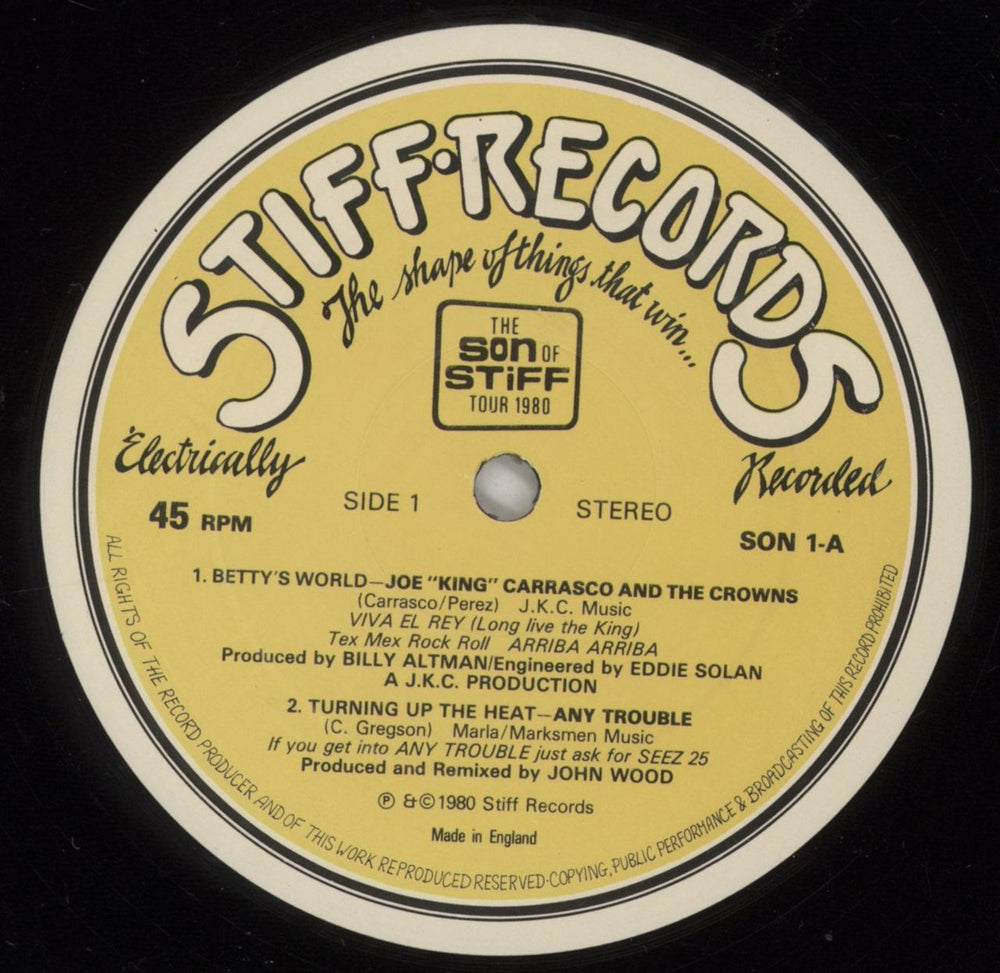 STIFF·RECORDS
The shape of things that win...
THE
SON OF
STiFF
TOUR 1980
Electrically
Recorded
45 RPM
SIDE 1
STEREO
SON 1-A
1. BETTY'S WORLD—JOE "KING" CARRASCO AND THE CROWNS
(Carrasco/Perez) J.K.C. Music
VIVA EL REY (Long live the King)
Tex Mex Rock Roll ARRIBA ARRIBA
Produced by BILLY ALTMAN/Engineered by EDDIE SOLAN
A J.K.C. PRODUCTION
2. TURNING UP THE HEAT—ANY TROUBLE
(C. Gregson) Marla/Marksmen Music
If you get into ANY TROUBLE just ask for SEEZ 25
Produced and Remixed by JOHN WOOD
℗ &©1980 Stiff Records
Made in England
ALL RIGHTS OF THE RECORD PRODUCER AND OF THIS WORK REPRODUCED RESERVED·COPYING, PUBLIC PERFORMANCE & BROADCASTING OF THIS RECORD PROHIBITED